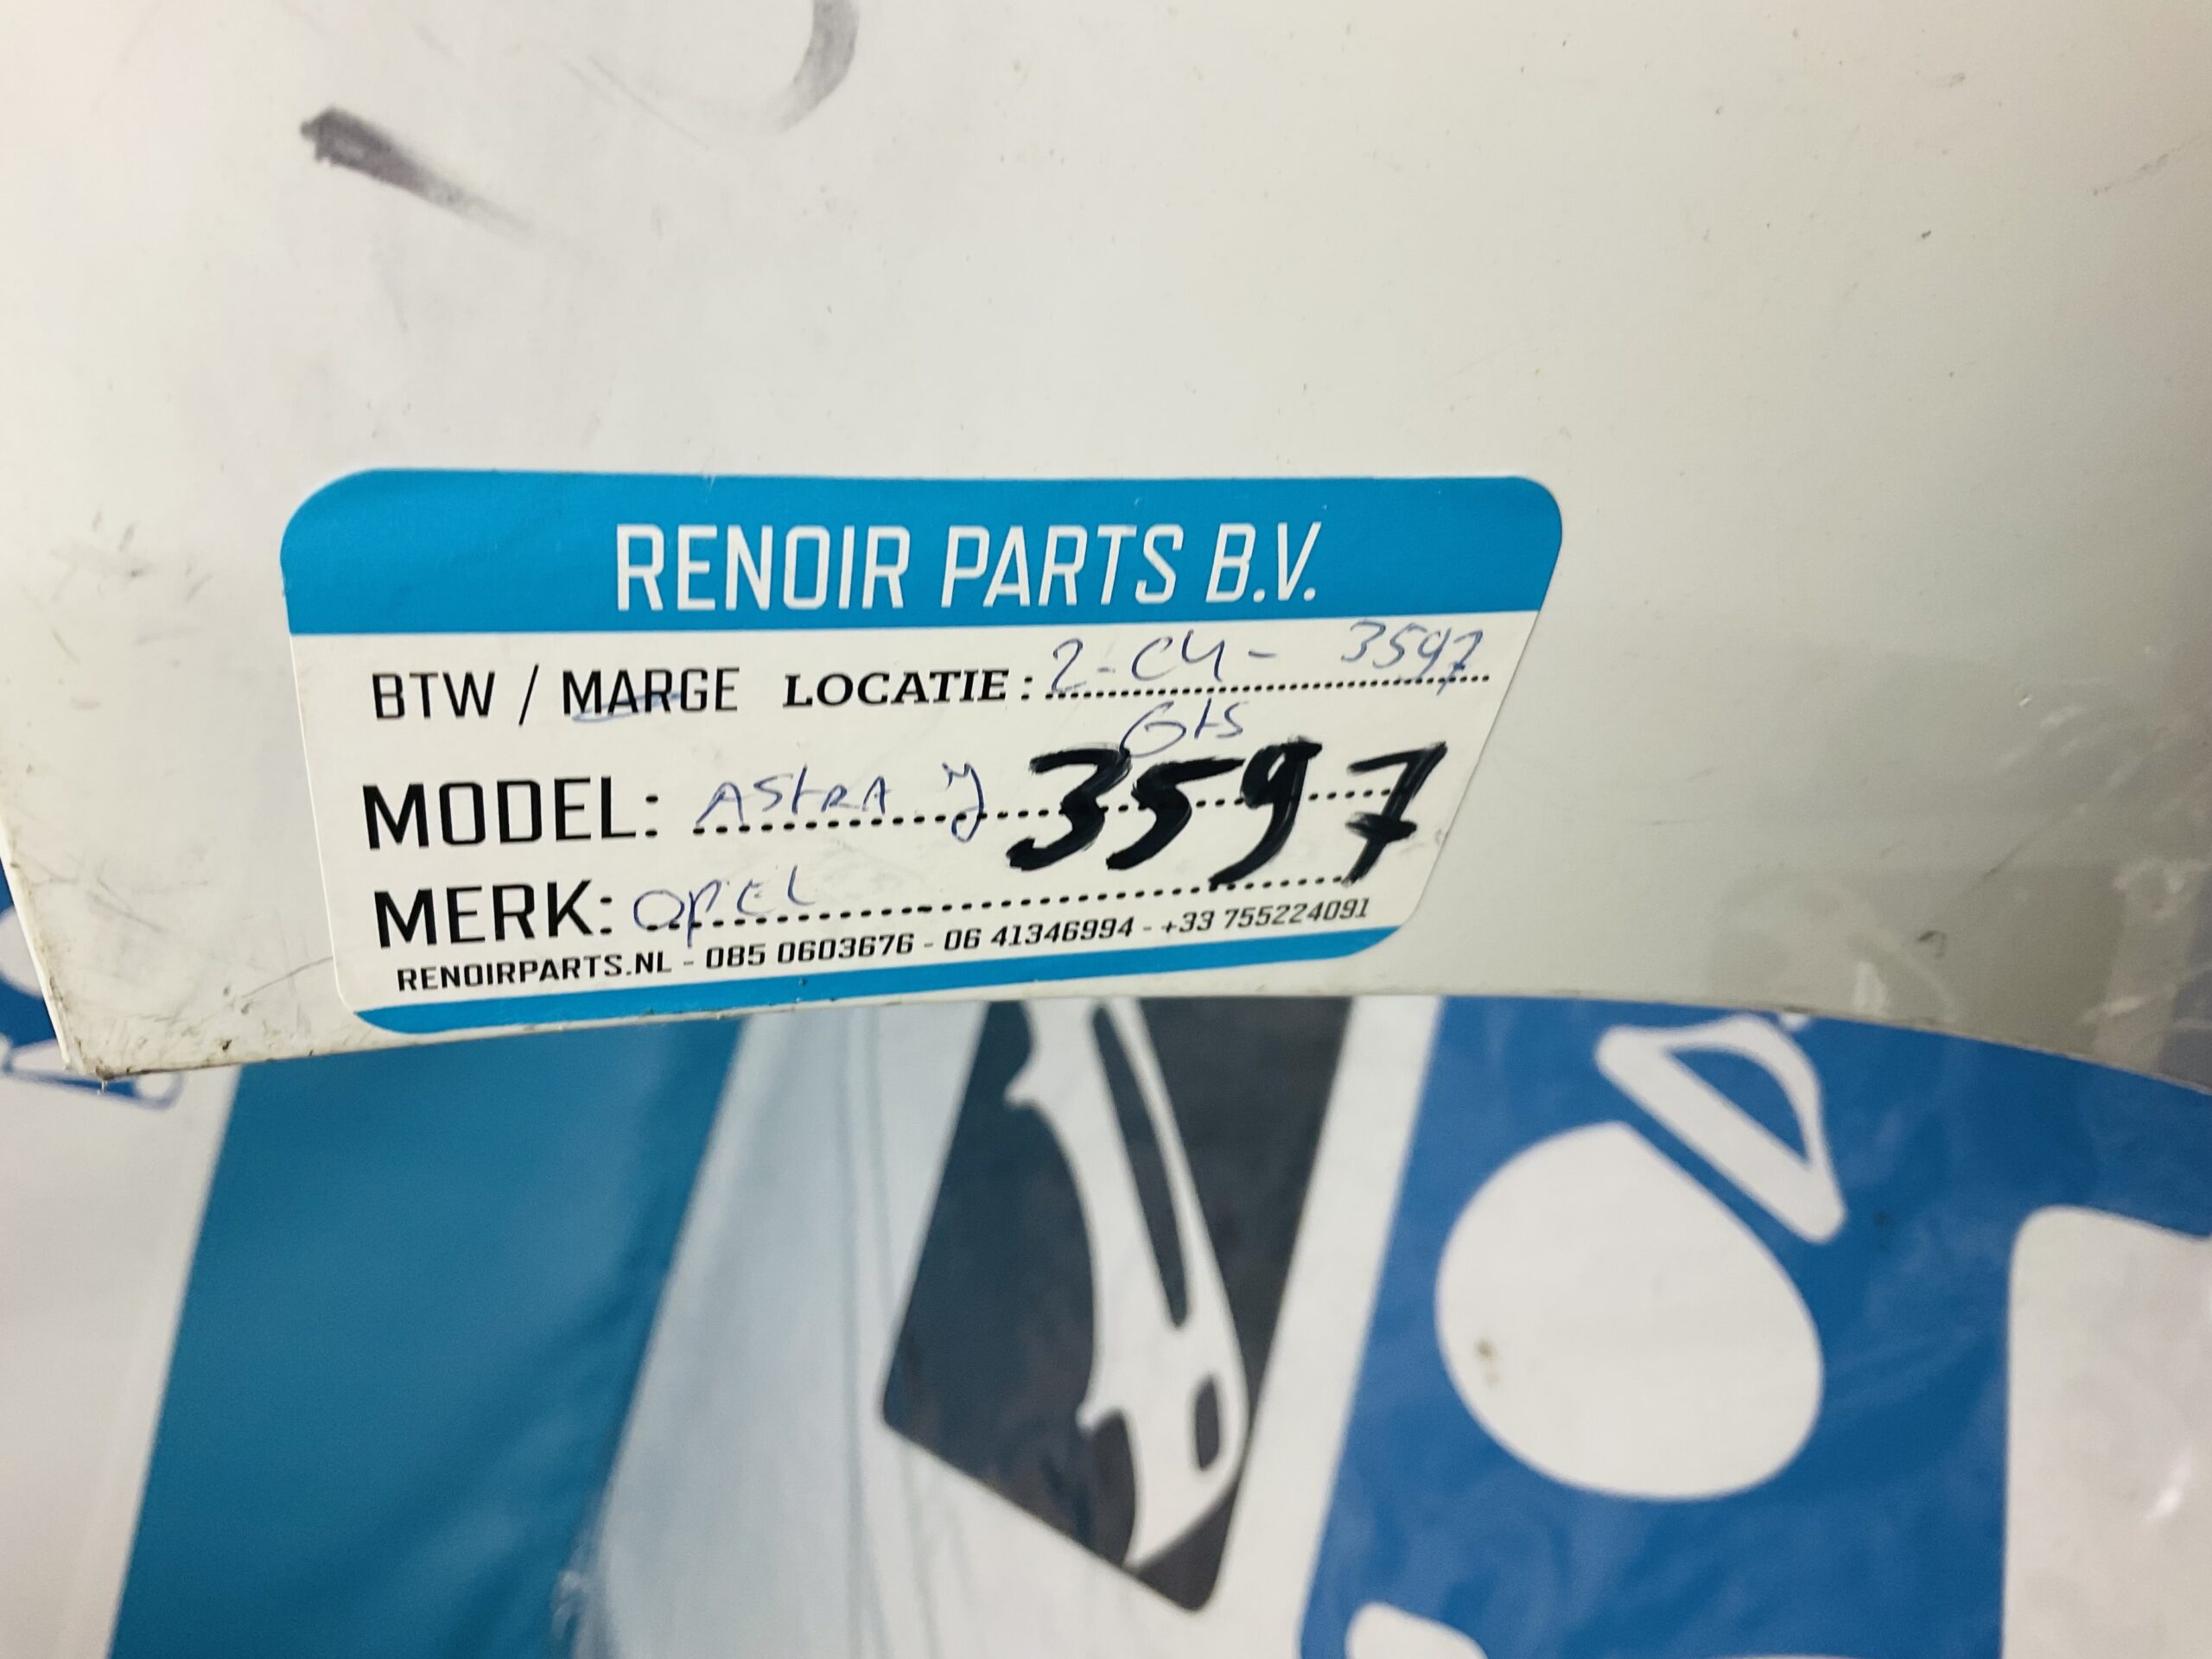 RENOIR PARTS B.V.
BTW / MARGE LOCATIE: 2-C4- 3597
Gts
MODEL: Astra J 3597
MERK: Opel
RENOIRPARTS.NL - 085 0603676 - 06 41346994 - +33 755224091